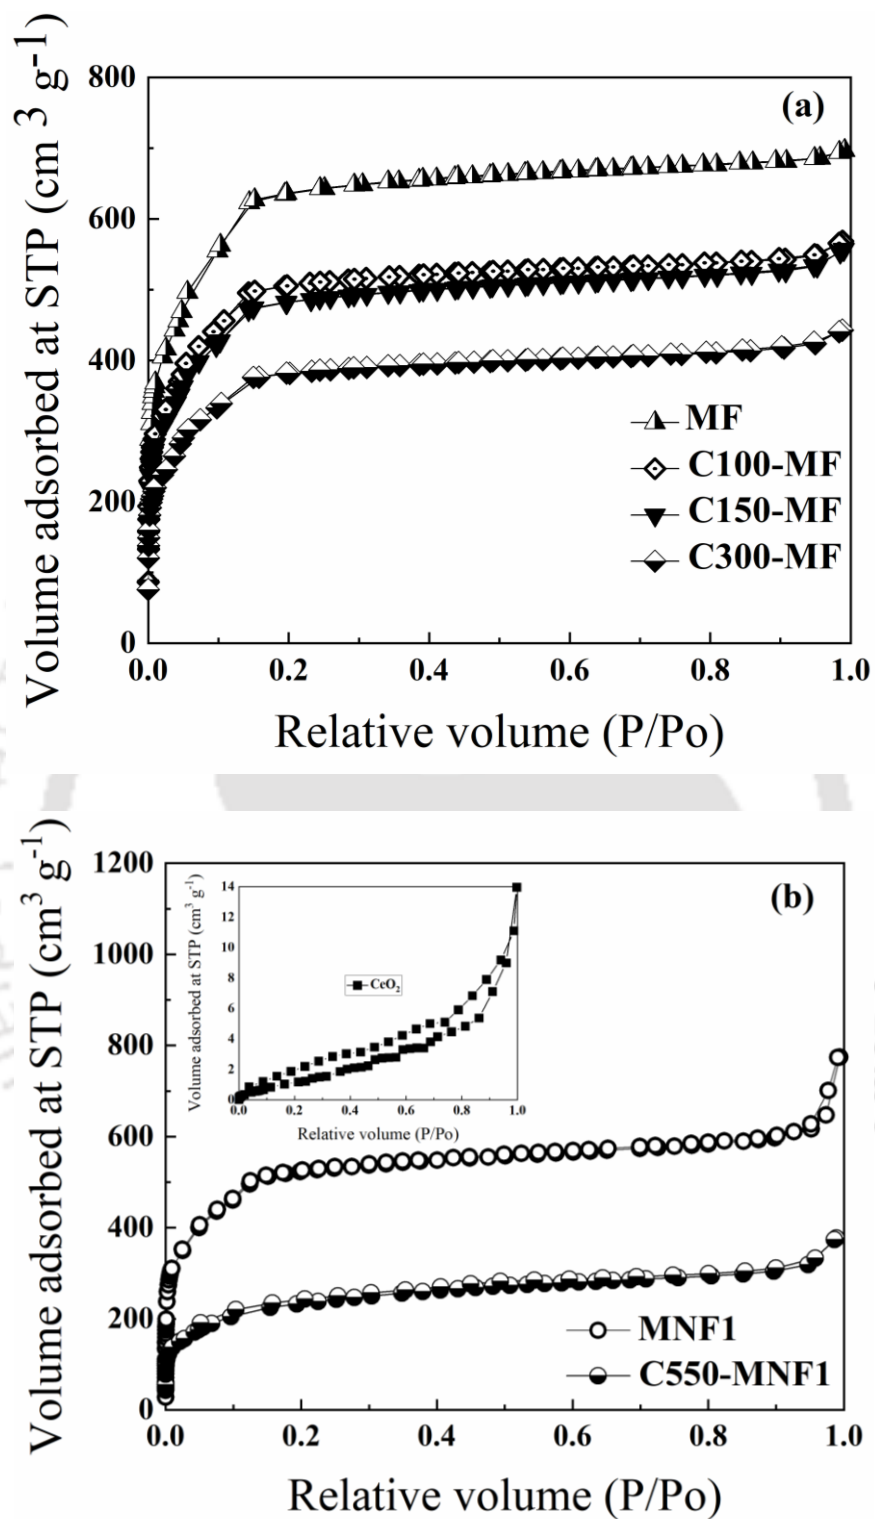 Volume adsorbed at STP (cm 3 g-1)
800
(a)
600
400
MF
C100-MF
C150-MF
200
C300-MF
0
0.0 0.2 0.4 0.6 0.8 1.0
Relative volume (P/Po)
Volume adsorbed at STP (cm³ g-1)
1200
(b)
Volume adsorbed at STP (cm³ g-1)
14
12
10
8
CeO₂
6
4
2
0
0.0 0.2 0.4 0.6 0.8 1.0
Relative volume (P/Po)
1000
800
600
400
MNF1
200
C550-MNF1
0
0.0 0.2 0.4 0.6 0.8 1.0
Relative volume (P/Po)